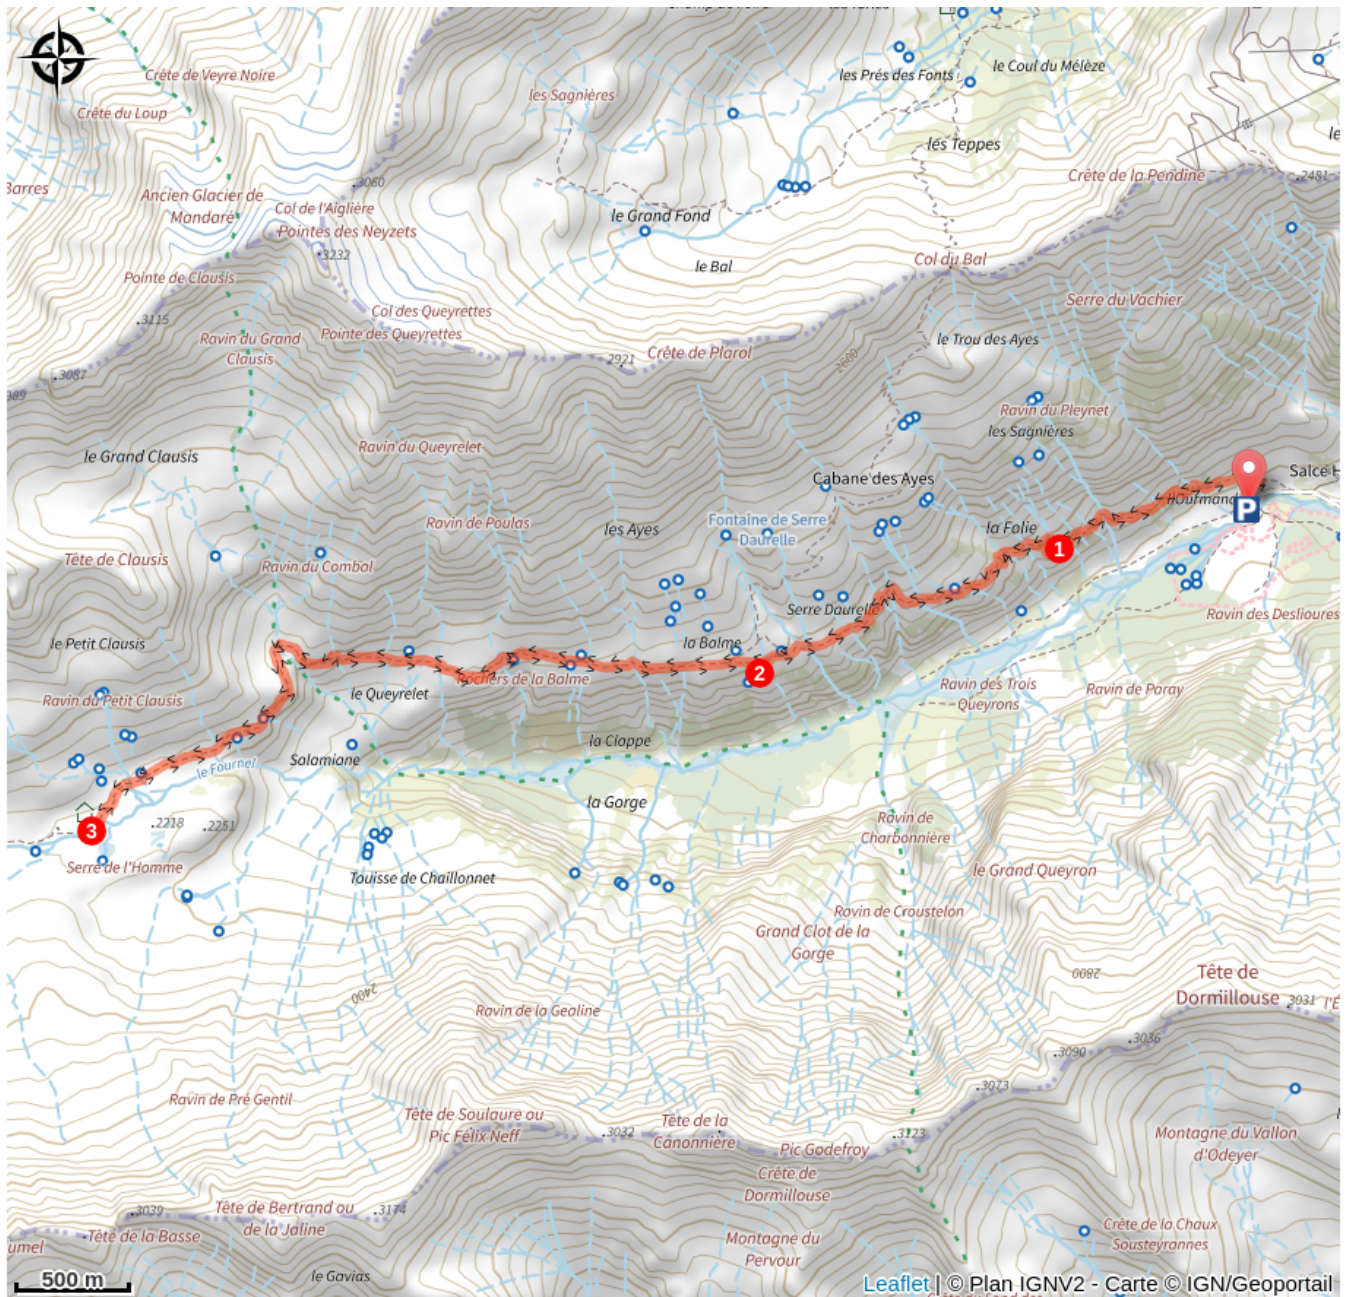 les Prés des Fonts
le Coul du Mélèze
Crête de Veyre Noire
les Sagnières
Crête du Loup
les Teppes
Crête de la Pendine
.2481
Barres
.3060
Ancien Glacier de
Mandaré
Col de l'Aiglière
Pointes des Neyzets
le Grand Fond
.3232
le Bal
Col du Bal
Pointe de Clausis
Serre du Vachier
.3115
Col des Queyrettes
Pointe des Queyrettes
Ravin du Grand
Clausis
le Trou des Ayes
2921
Crête de Plarol
2600
.3087
Ravin du Pleynet
les Sagnières
Ravin du Queyrelet
le Grand Clausis
Cabane des Ayes
Salce H
P
la Folie
Ravin de Poulas
les Ayes
Fontaine de Serre
Daurelle
1
Tête de Clausis
Ravin du Combal
Serre Daurelle
Ravin des Deslioures
le Petit Clausis
la Balme
2
Rochers de la Balme
le Queyrelet
Ravin du Petit Clausis
Ravin des Trois
Queyrons
Ravin de Paray
la Cloppe
Salamiane
le Fournel
la Gorge
.2218
.2251
3
Ravin de
Charbonnière
Serre de l'Homme
Touisse de Chaillonnet
le Grand Queyron
Ravin de Croustelon
Grand Clot de la
Gorge
2800
Tête de
Dormillouse
.3031
2400
Ravin de la Gealine
.3036
.3090
.3073
Ravin de Pré Gentil
Tête de Soulaure ou
Pic Félix Neff
.3032
Tête de la
Canonnière
.3123
Pic Godefroy
Montagne du Vallon
d'Odeyer
Crête de
Dormillouse
.3039
Tête de Bertrand ou
de la Jaline
.3174
Tête de la Basse
umel
Montagne du
Pervour
Crête de la Chaux
Sousteyrannes
le Gavias
500 m
Leaflet | © Plan IGNV2 - Carte © IGN/Geoportail